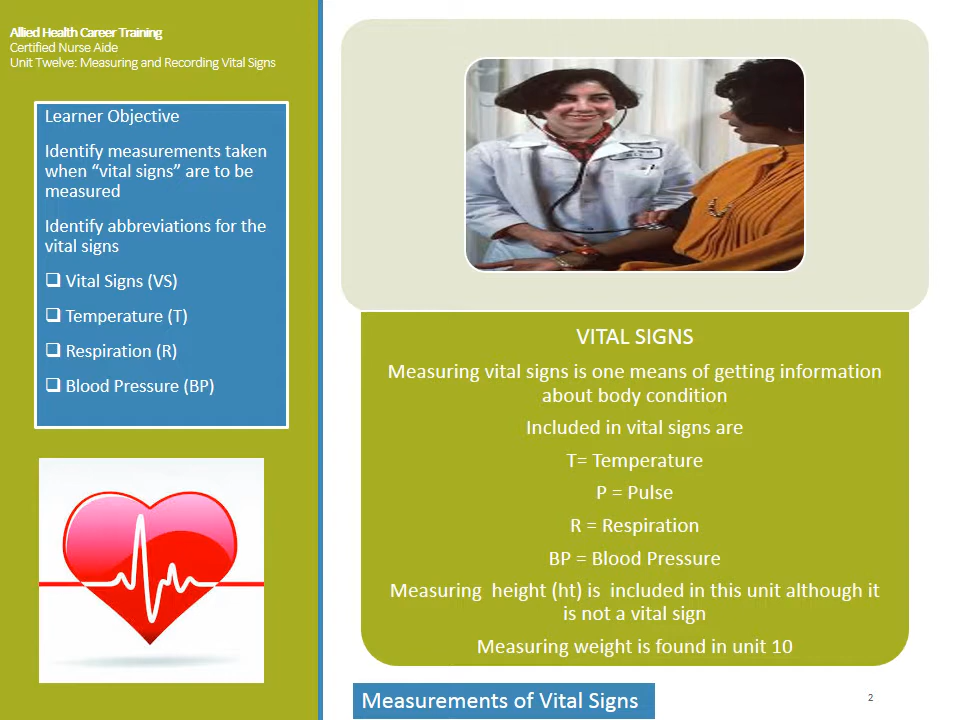 Allied Health Career Training
Certified Nurse Aide
Unit Twelve: Measuring and Recording Vital Signs
Learner Objective
Identify measurements taken
when “vital signs” are to be
measured
Identify abbreviations for the
vital signs
❑ Vital Signs (VS)
❑ Temperature (T)
❑ Respiration (R)
❑ Blood Pressure (BP)
VITAL SIGNS
Measuring vital signs is one means of getting information
about body condition
Included in vital signs are
T= Temperature
P = Pulse
R = Respiration
BP = Blood Pressure
Measuring  height (ht) is  included in this unit although it
is not a vital sign
Measuring weight is found in unit 10
Measurements of Vital Signs
2